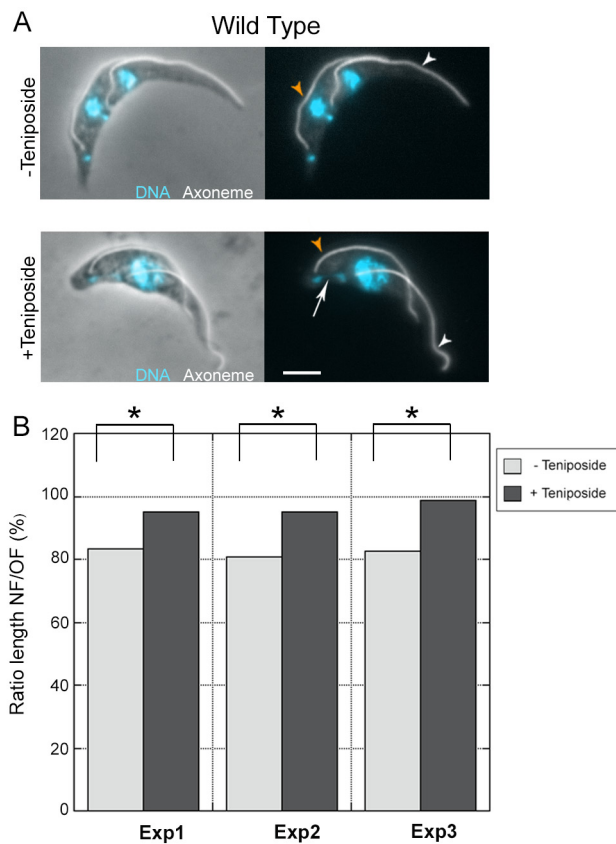 A
Wild Type
-Teniposide
DNA Axoneme
+Teniposide
DNA Axoneme
B
* * *
120
100
80
60
40
20
0
Ratio length NF/OF (%)
Exp1 Exp2 Exp3
- Teniposide
+ Teniposide